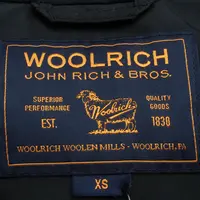 WOOLRICH
JOHN RICH & BROS.
SUPERIOR PERFORMANCE
QUALITY GOODS
Woolrich
EST.
1830
WOOLRICH WOOLEN MILLS · WOOLRICH, PA
XS